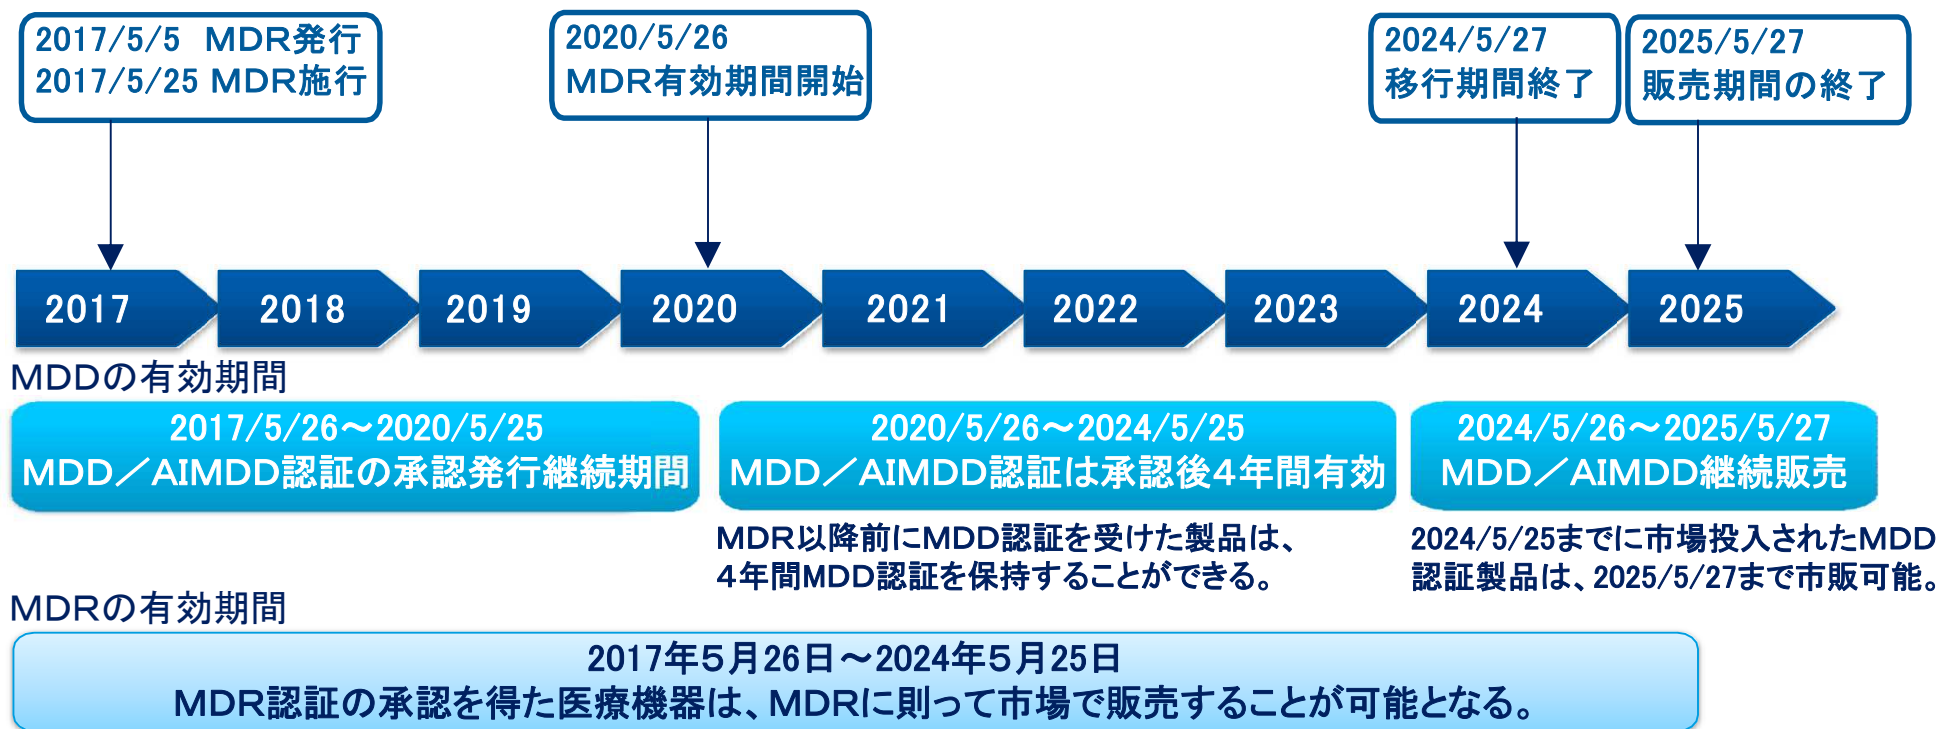 2017/5/5 MDR発行
2017/5/25 MDR施行
2020/5/26
MDR有効期間開始
2024/5/27
移行期間終了
2025/5/27
販売期間の終了
2017
2018
2019
2020
2021
2022
2023
2024
2025
MDDの有効期間
2017/5/26~2020/5/25
MDD/AIMDD認証の承認発行継続期間
2020/5/26~2024/5/25
MDD/AIMDD認証は承認後4年間有効
2024/5/26~2025/5/27
MDD/AIMDD継続販売
MDR以降前にMDD認証を受けた製品は、
4年間MDD認証を保持することができる。
2024/5/25までに市場投入されたMDD
認証製品は、2025/5/27まで市販可能。
MDRの有効期間
2017年5月26日~2024年5月25日
MDR認証の承認を得た医療機器は、MDRに則って市場で販売することが可能となる。